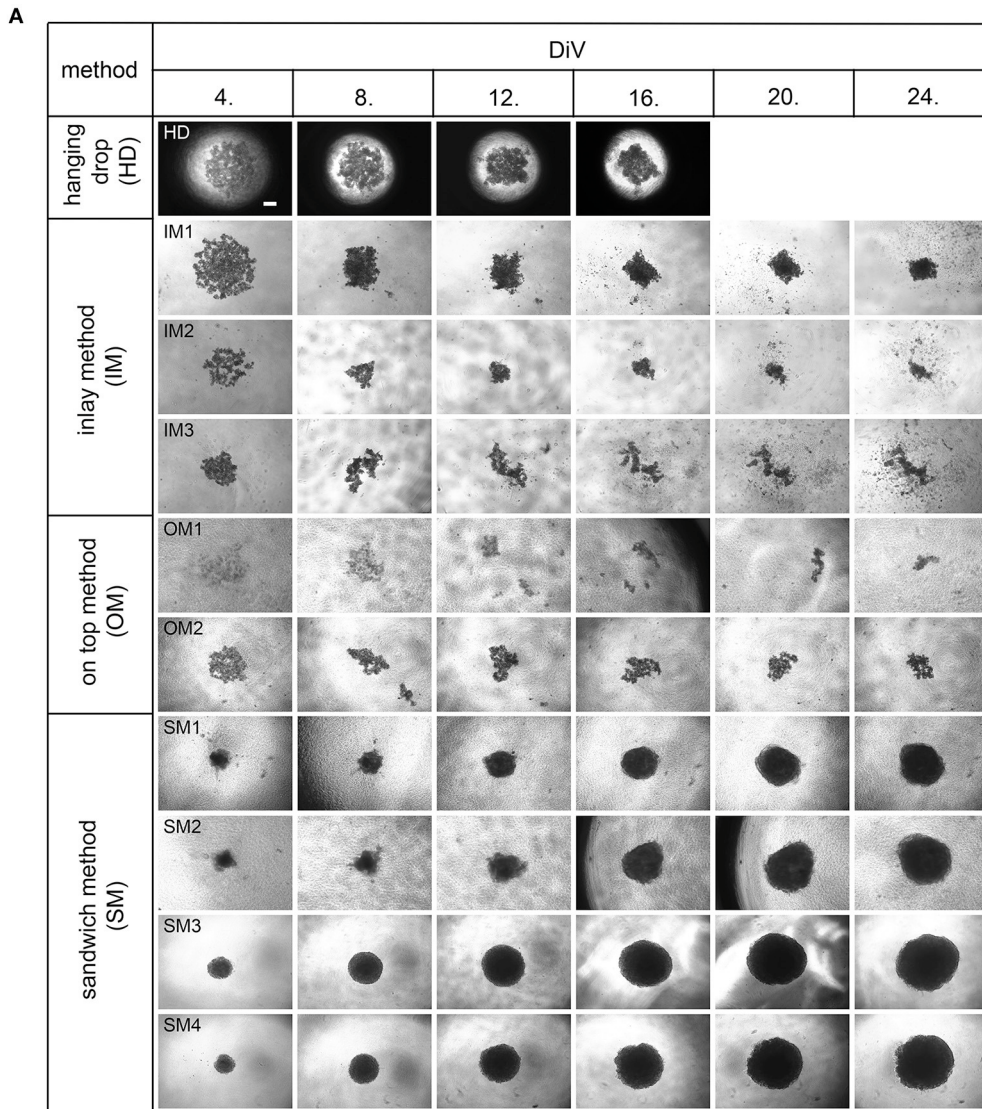 A
method
DiV
4.
8.
12.
16.
20.
24.
hanging
drop
(HD)
HD
inlay method
(IM)
IM1
IM2
IM3
on top method
(OM)
OM1
OM2
sandwich method
(SM)
SM1
SM2
SM3
SM4